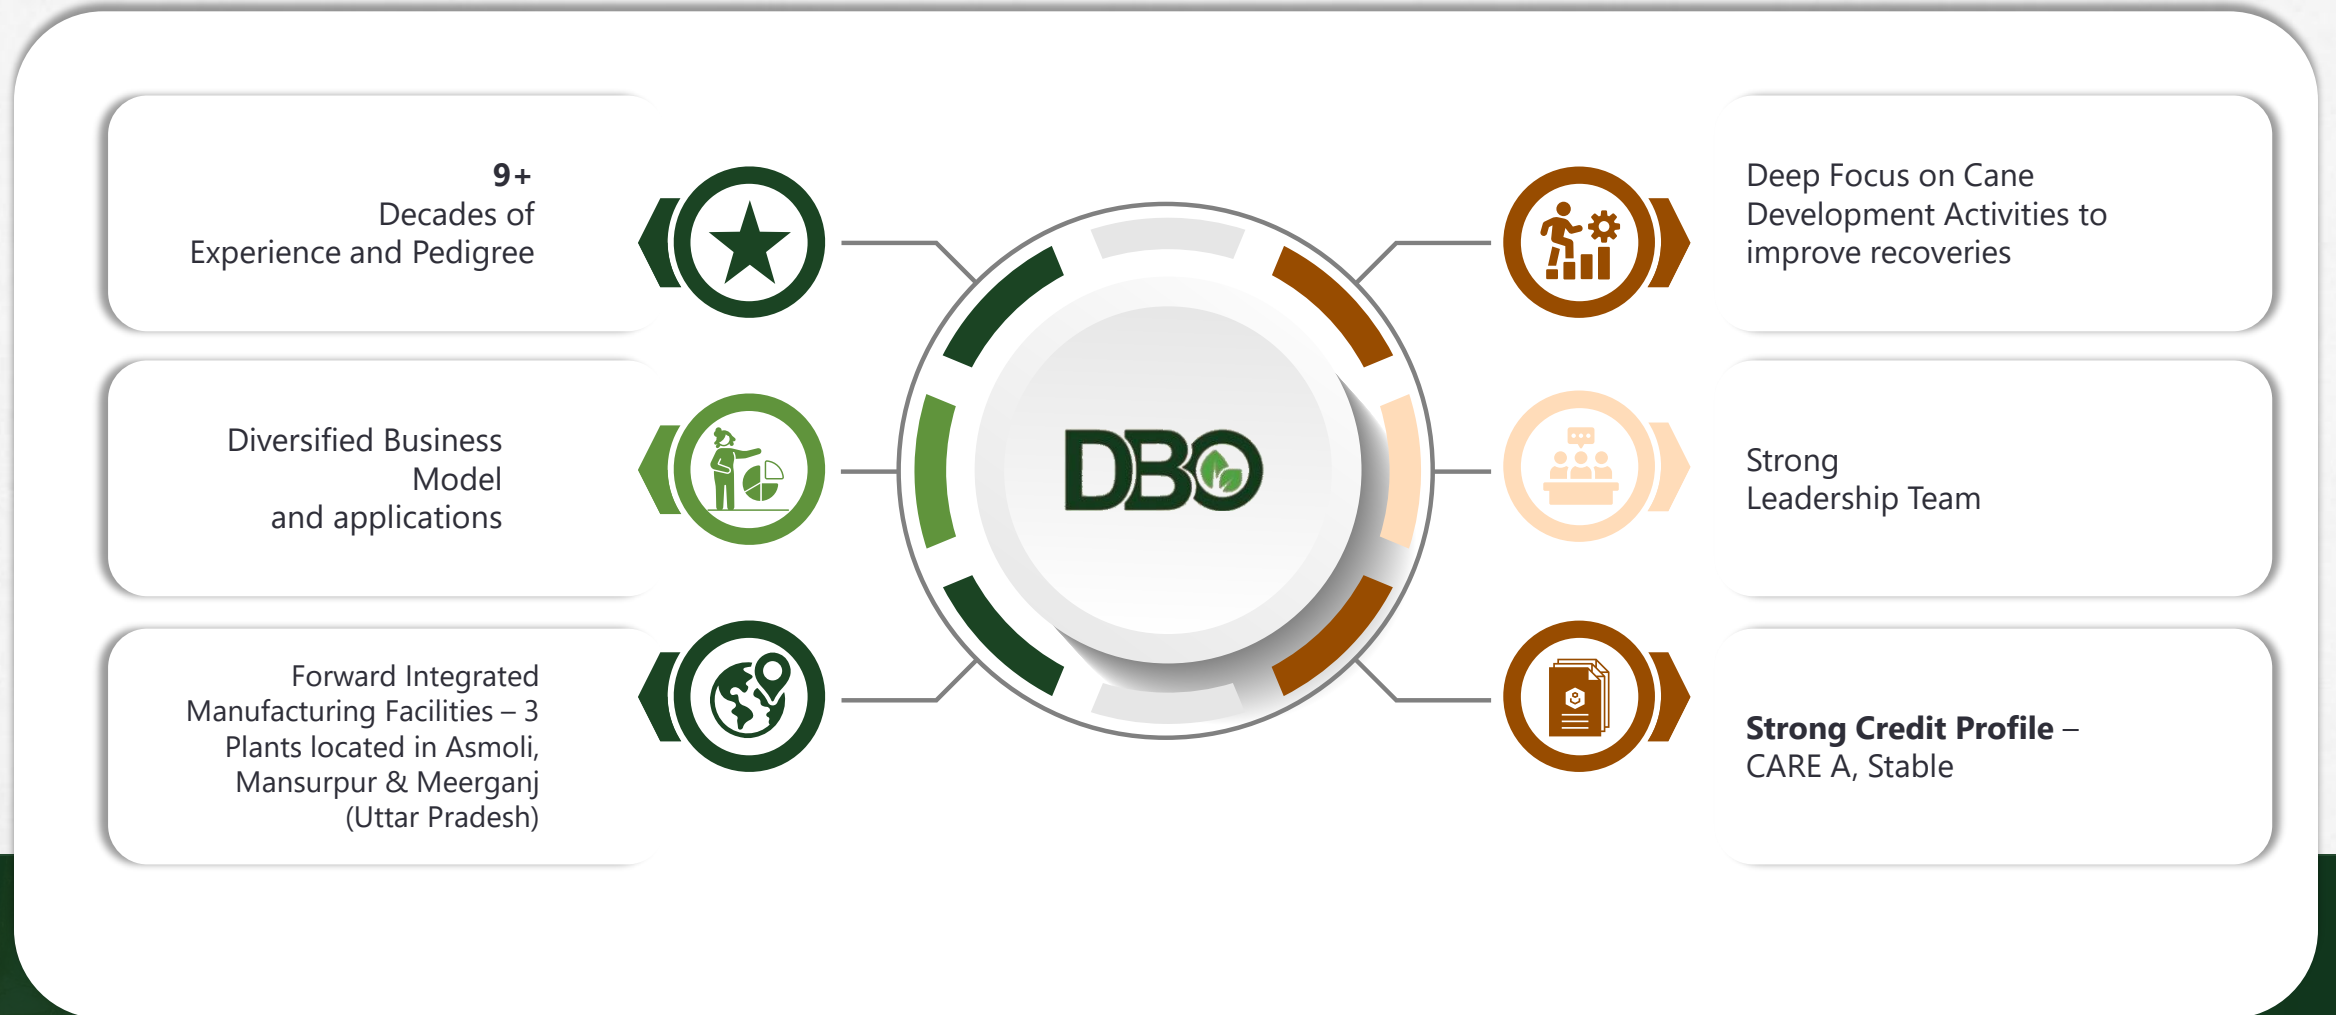 9+
Decades of
Experience and Pedigree
Diversified Business
Model
and applications
Forward Integrated
Manufacturing Facilities – 3
Plants located in Asmoli,
Mansurpur & Meerganj
(Uttar Pradesh)
DBO
Deep Focus on Cane
Development Activities to
improve recoveries
Strong
Leadership Team
Strong Credit Profile –
CARE A, Stable